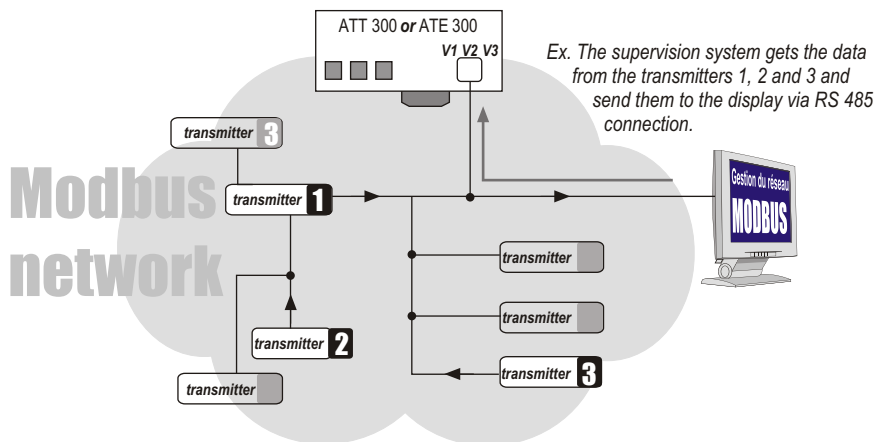 ATT 300 or ATE 300
V1 V2 V3
Ex. The supervision system gets the data
from the transmitters 1, 2 and 3 and
send them to the display via RS 485
connection.
transmitter 3
Modbus
network
transmitter 1
Gestion du réseau
MODBUS
transmitter
transmitter
transmitter 2
transmitter 3
transmitter